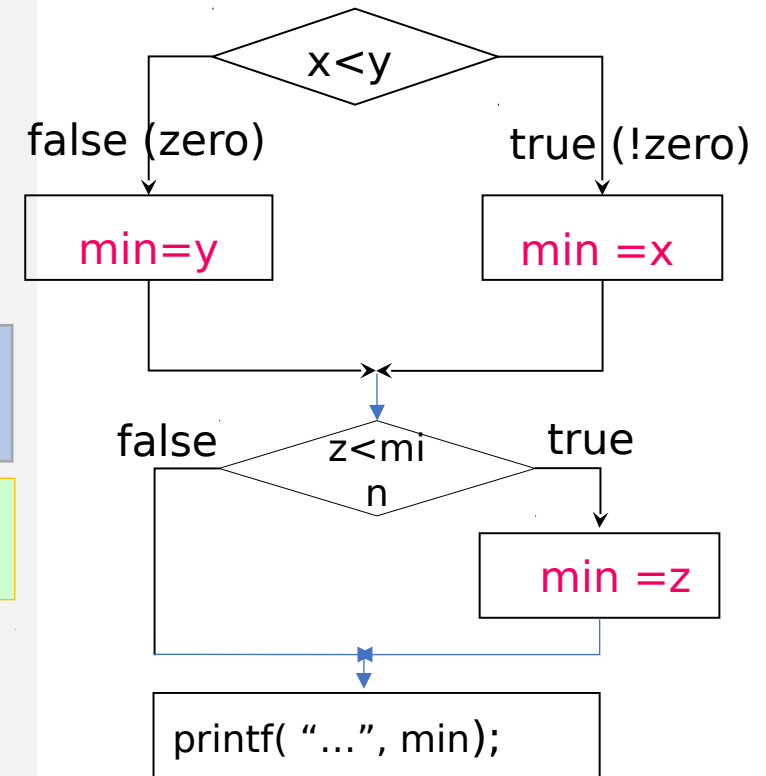 x<y
false (zero)
true (!zero)
min=y
min =x
false
true
z<mi
n
min =z
printf( “...”, min);